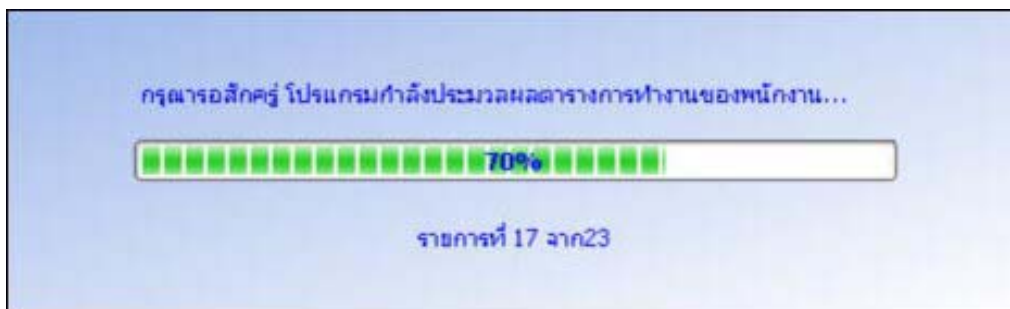 กรุณารอสักครู่ โปรแกรมกำลังประมวลผลตารางการทำงานของพนักงาน...
70%
รายการที่ 17 จาก23